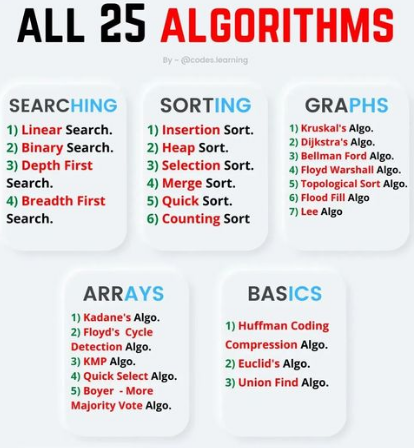 ALL 25 ALGORITHMS
By - @codes.learning
SEARCHING
1) Linear Search.
2) Binary Search.
3) Depth First
Search.
4) Breadth First
Search.
SORTING
1) Insertion Sort.
2) Heap Sort.
3) Selection Sort.
4) Merge Sort.
5) Quick Sort.
6) Counting Sort
GRAPHS
1) Kruskal's Algo.
2) Dijkstra's Algo.
3) Bellman Ford Algo.
4) Floyd Warshall Algo.
5) Topological Sort Algo.
6) Flood Fill Algo
7) Lee Algo
ARRAYS
1) Kadane's Algo.
2) Floyd's Cycle
Detection Algo.
3) KMP Algo.
4) Quick Select Algo.
5) Boyer - More
Majority Vote Algo.
BASICS
1) Huffman Coding
Compression Algo.
2) Euclid's Algo.
3) Union Find Algo.